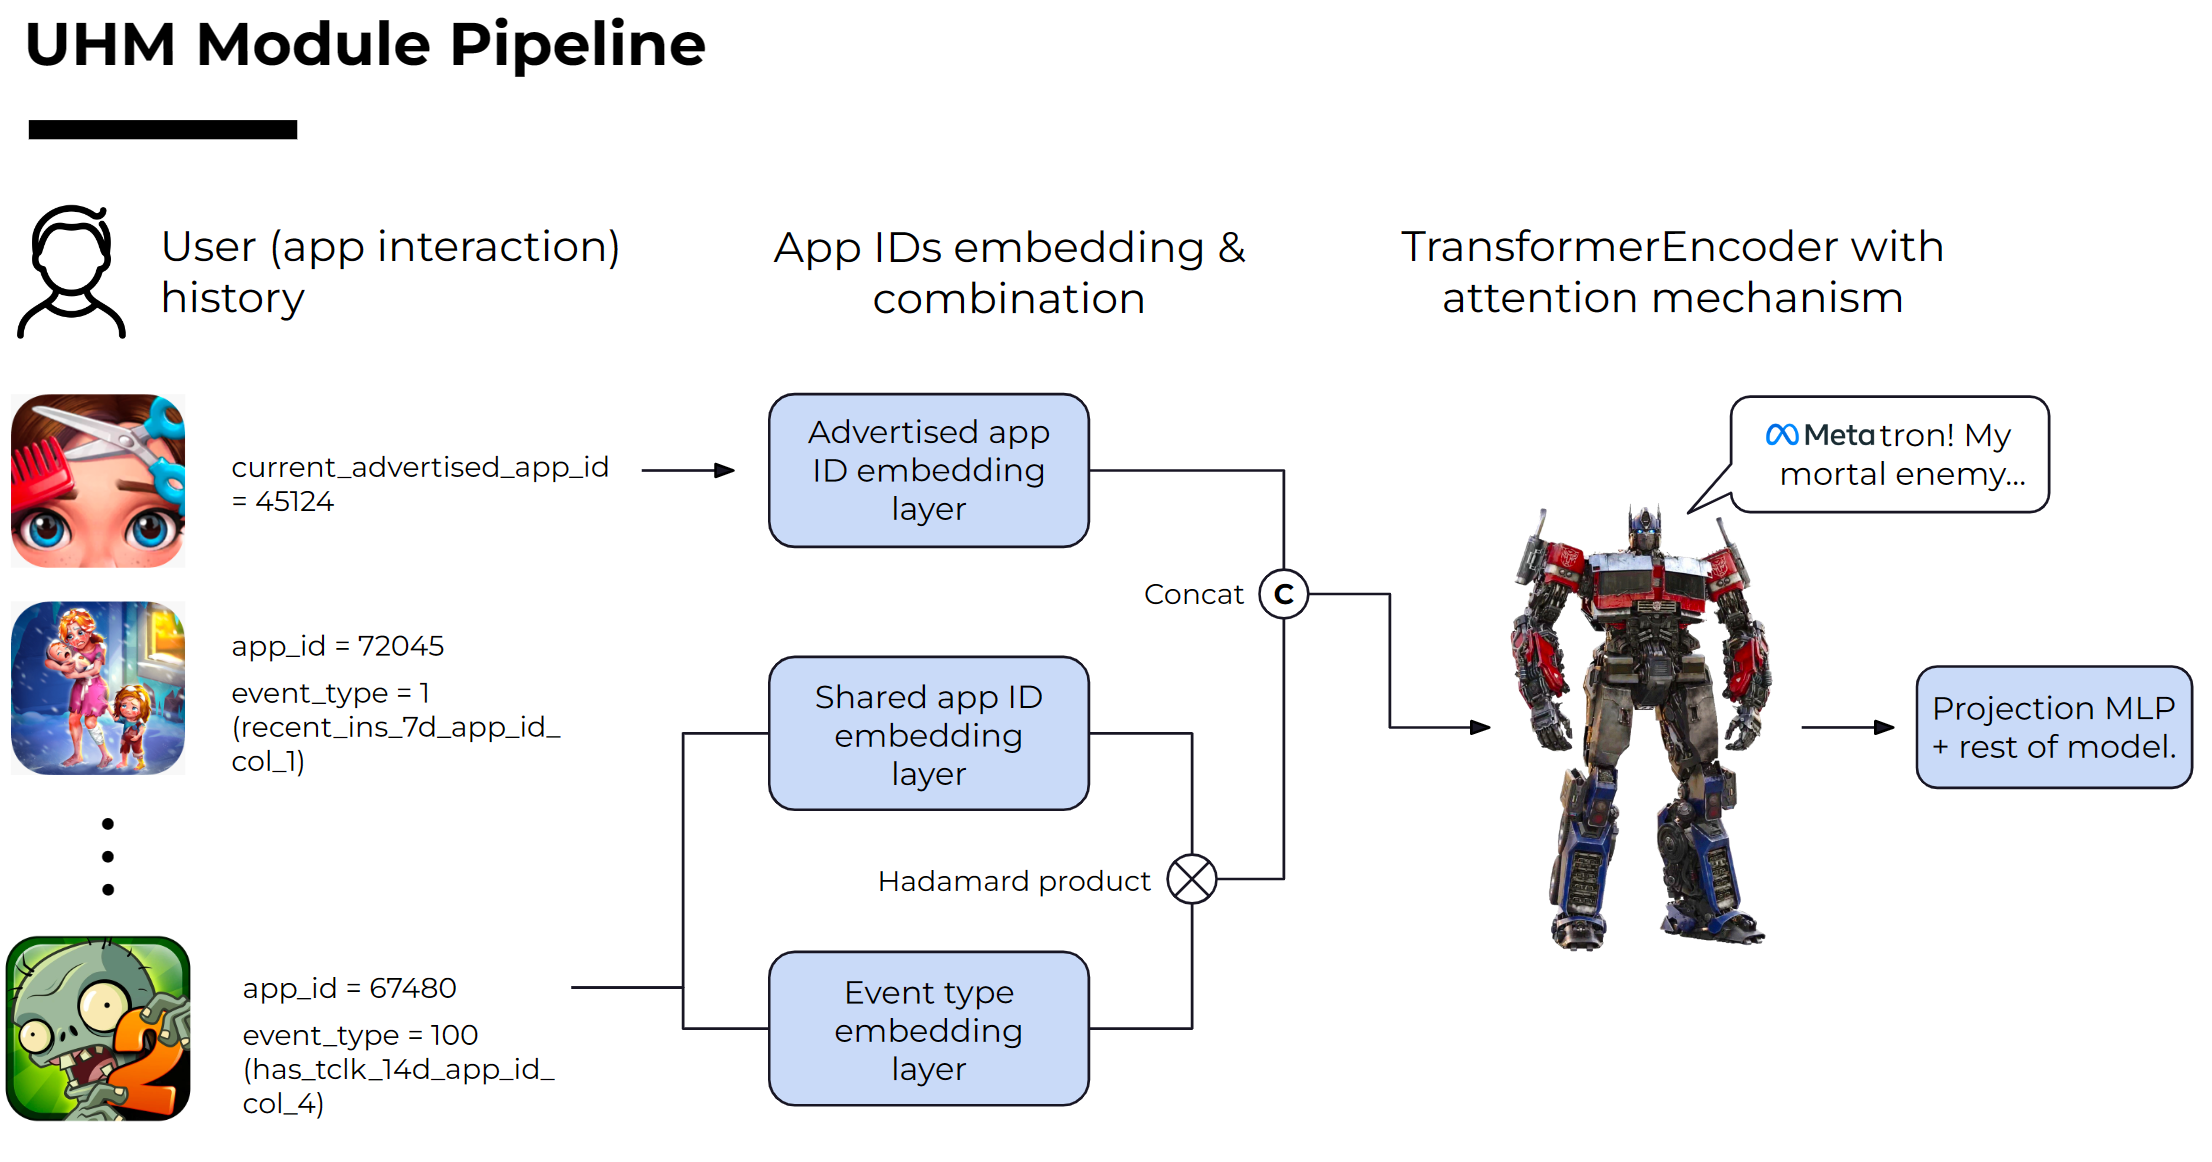 UHM Module Pipeline
User (app interaction)
history
App IDs embedding &
combination
TransformerEncoder with
attention mechanism
current_advertised_app_id
= 45124
Advertised app
ID embedding
layer
Meta tron! My
mortal enemy...
Concat
C
app_id = 72045
event_type = 1
(recent_ins_7d_app_id_
col_1)
Shared app ID
embedding
layer
Projection MLP
+ rest of model.
Hadamard product
2
app_id = 67480
event_type = 100
(has_tclk_14d_app_id_
col_4)
Event type
embedding
layer